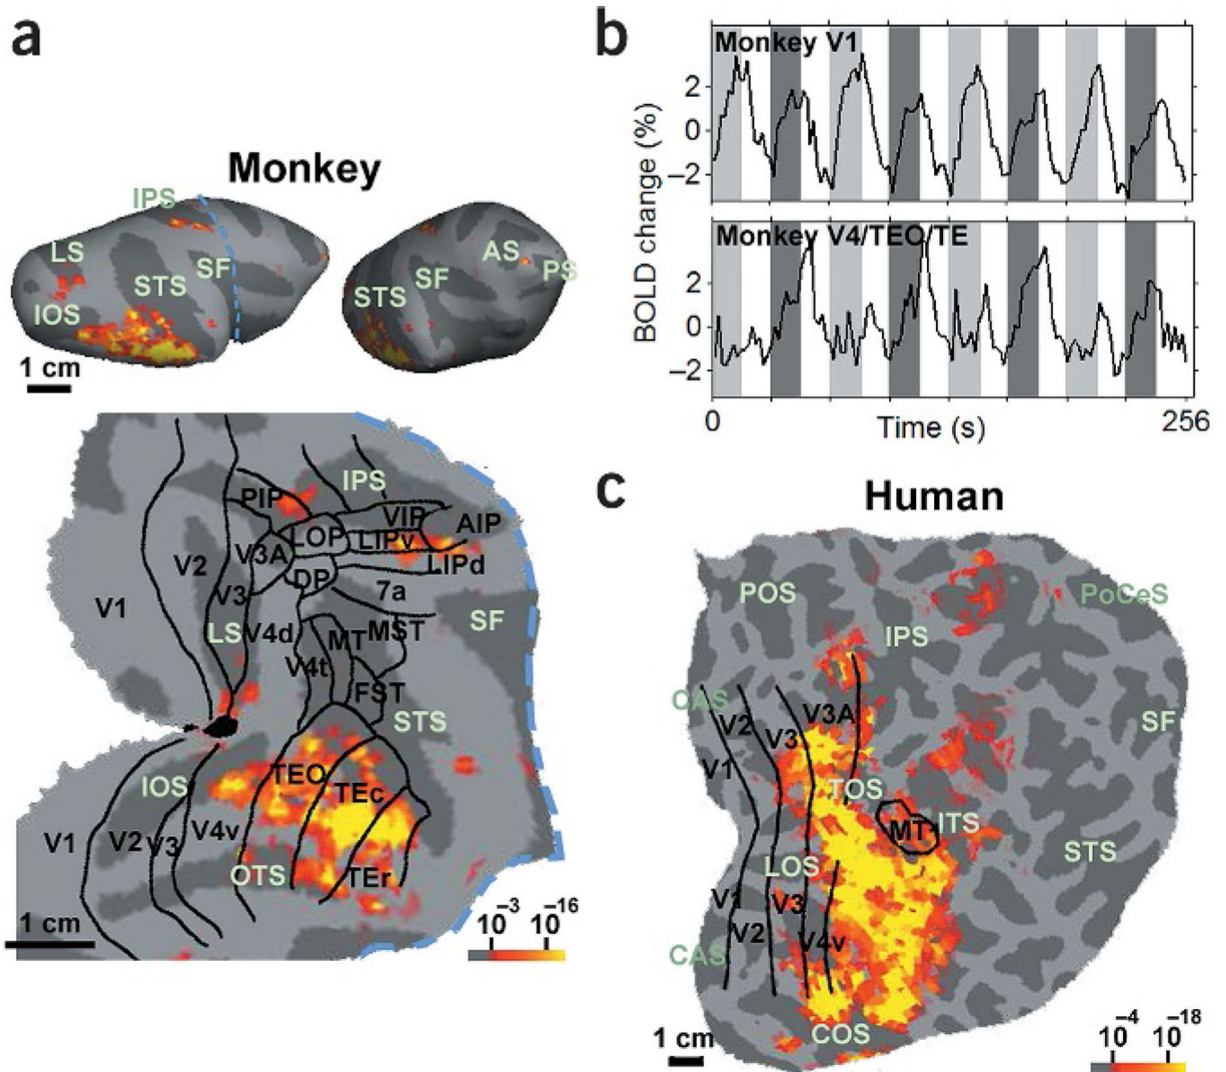 a
Monkey
IPS
LS
STS
SF
IOS
1 cm
AS
PS
SF
STS
IPS
PIP
VIP
AIP
LOP
LIPv
V3A
LIPd
V2
DP
7a
V1
V3
SF
LS
V4d
MT
MST
V4t
FST
STS
IOS
TEO
TEc
V1
V2
V3
V4v
OTS
TEr
1 cm
10–3
10–16
b
Monkey V1
2
0
–2
BOLD change (%)
Monkey V4/TEO/TE
2
0
–2
0
Time (s)
256
c
Human
POS
PoCeS
IPS
CAS
V2
V3A
V3
SF
V1
TOS
MT+
ITS
LOS
STS
V1
V3
V2
V4v
CAS
COS
1 cm
10–4
10–18